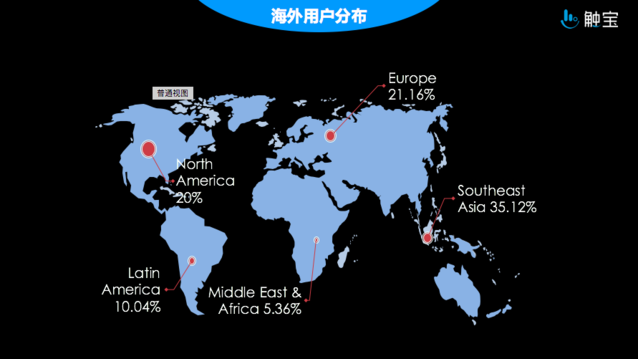 海外用户分布
触宝
普通视图
Europe
21.16%
North
America
20%
Southeast
Asia 35.12%
Latin
America
10.04%
Middle East &
Africa 5.36%